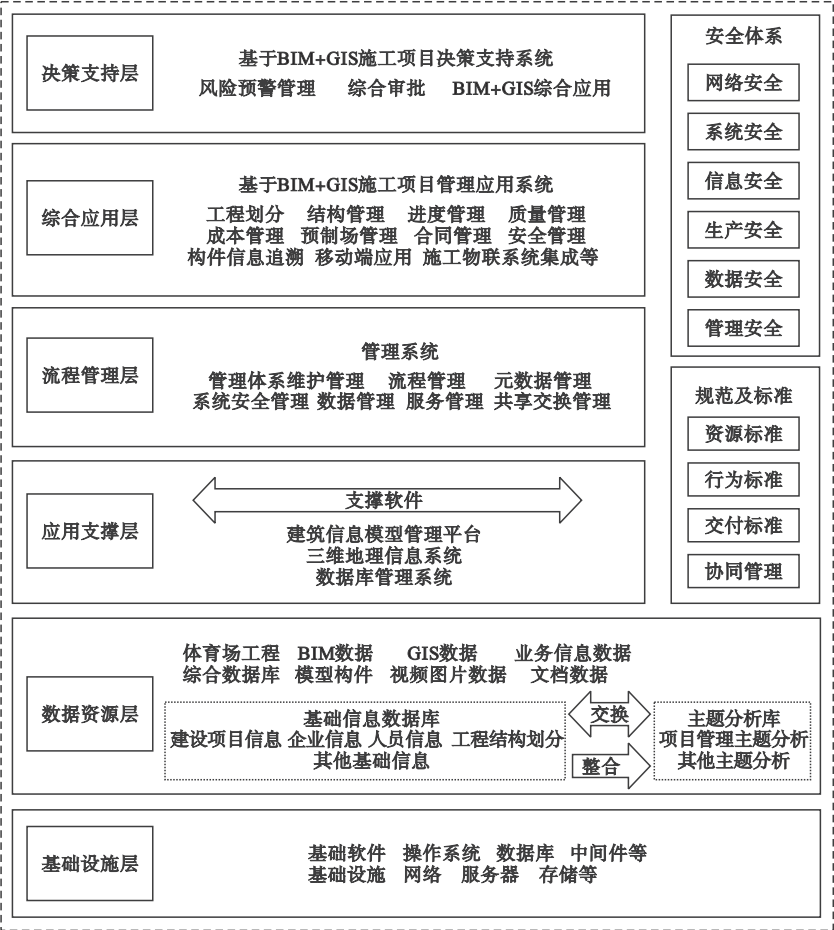 决策支持层
基于BIM+GIS施工项目决策支持系统
风险预警管理 综合审批 BIM+GIS综合应用
综合应用层
基于BIM+GIS施工项目管理应用系统
工程划分 结构管理 进度管理 质量管理
成本管理 预制场管理 合同管理 安全管理
构件信息追溯 移动端应用 施工物联系统集成等
流程管理层
管理系统
管理体系维护管理 流程管理 元数据管理
系统安全管理 数据管理 服务管理 共享交换管理
应用支撑层
支撑软件
建筑信息模型管理平台
三维地理信息系统
数据库管理系统
安全体系
网络安全
系统安全
信息安全
生产安全
数据安全
管理安全
规范及标准
资源标准
行为标准
交付标准
协同管理
数据资源层
体育场工程 BIM数据 GIS数据 业务信息数据
综合数据库 模型构件 视频图片数据 文档数据
基础信息数据库
建设项目信息 企业信息 人员信息 工程结构划分
其他基础信息
交换
整合
主题分析库
项目管理主题分析
其他主题分析
基础设施层
基础软件 操作系统 数据库 中间件等
基础设施 网络 服务器 存储等